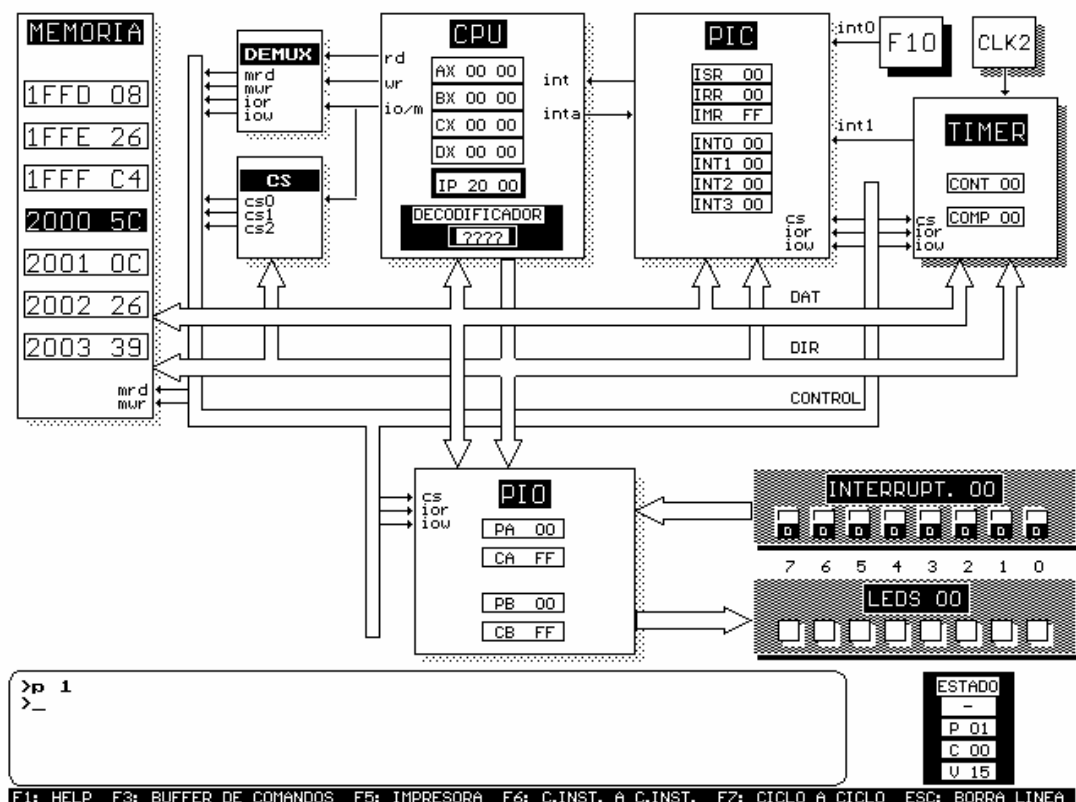 MEMORIA
1FFD 08
1FFE 26
1FFF C4
2000 5C
2001 0C
2002 26
2003 39
mrd
mwr
DEMUX
mrd
mwr
ior
iow
CS
cs0
cs1
cs2
CPU
rd
wr
io/m
AX 00 00
BX 00 00
CX 00 00
DX 00 00
IP 20 00
DECODIFICADOR
????
int
inta
PIC
ISR 00
IRR 00
IMR FF
INT0 00
INT1 00
INT2 00
INT3 00
cs
ior
iow
int0
F10
CLK2
int1
TIMER
CONT 00
COMP 00
cs
ior
iow
DAT
DIR
CONTROL
PIO
cs
ior
iow
PA 00
CA FF
PB 00
CB FF
INTERRUPT. 00
D D D D D D D D
7 6 5 4 3 2 1 0
LEDS 00
>p 1
>_
ESTADO
-
P 01
C 00
V 15
F1: HELP F3: BUFFER DE COMANDOS F5: IMPRESORA F6: C.INST. A C.INST. F7: CICLO A CICLO ESC: BORRA LINEA